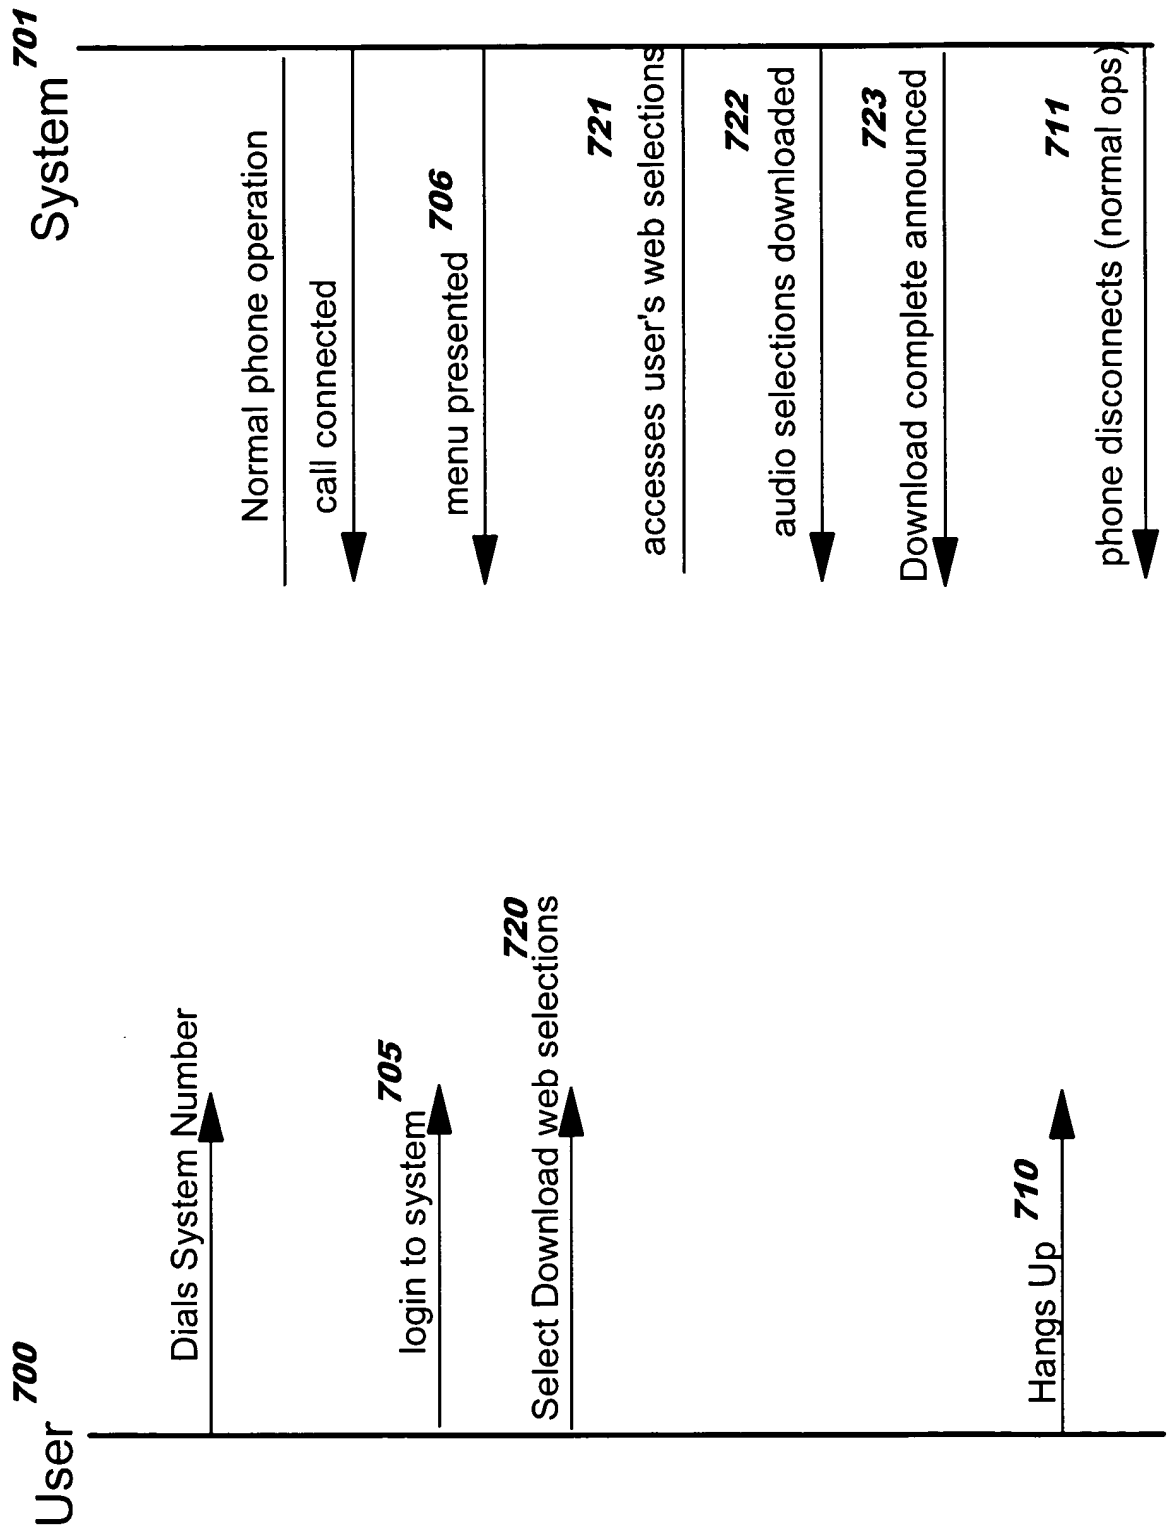 User 700
System 701
Dials System Number
Normal phone operation
call connected
login to system 705
menu presented 706
Select Download web selections 720
accesses user's web selections 721
audio selections downloaded 722
Download complete announced 723
Hangs Up 710
phone disconnects (normal ops) 711